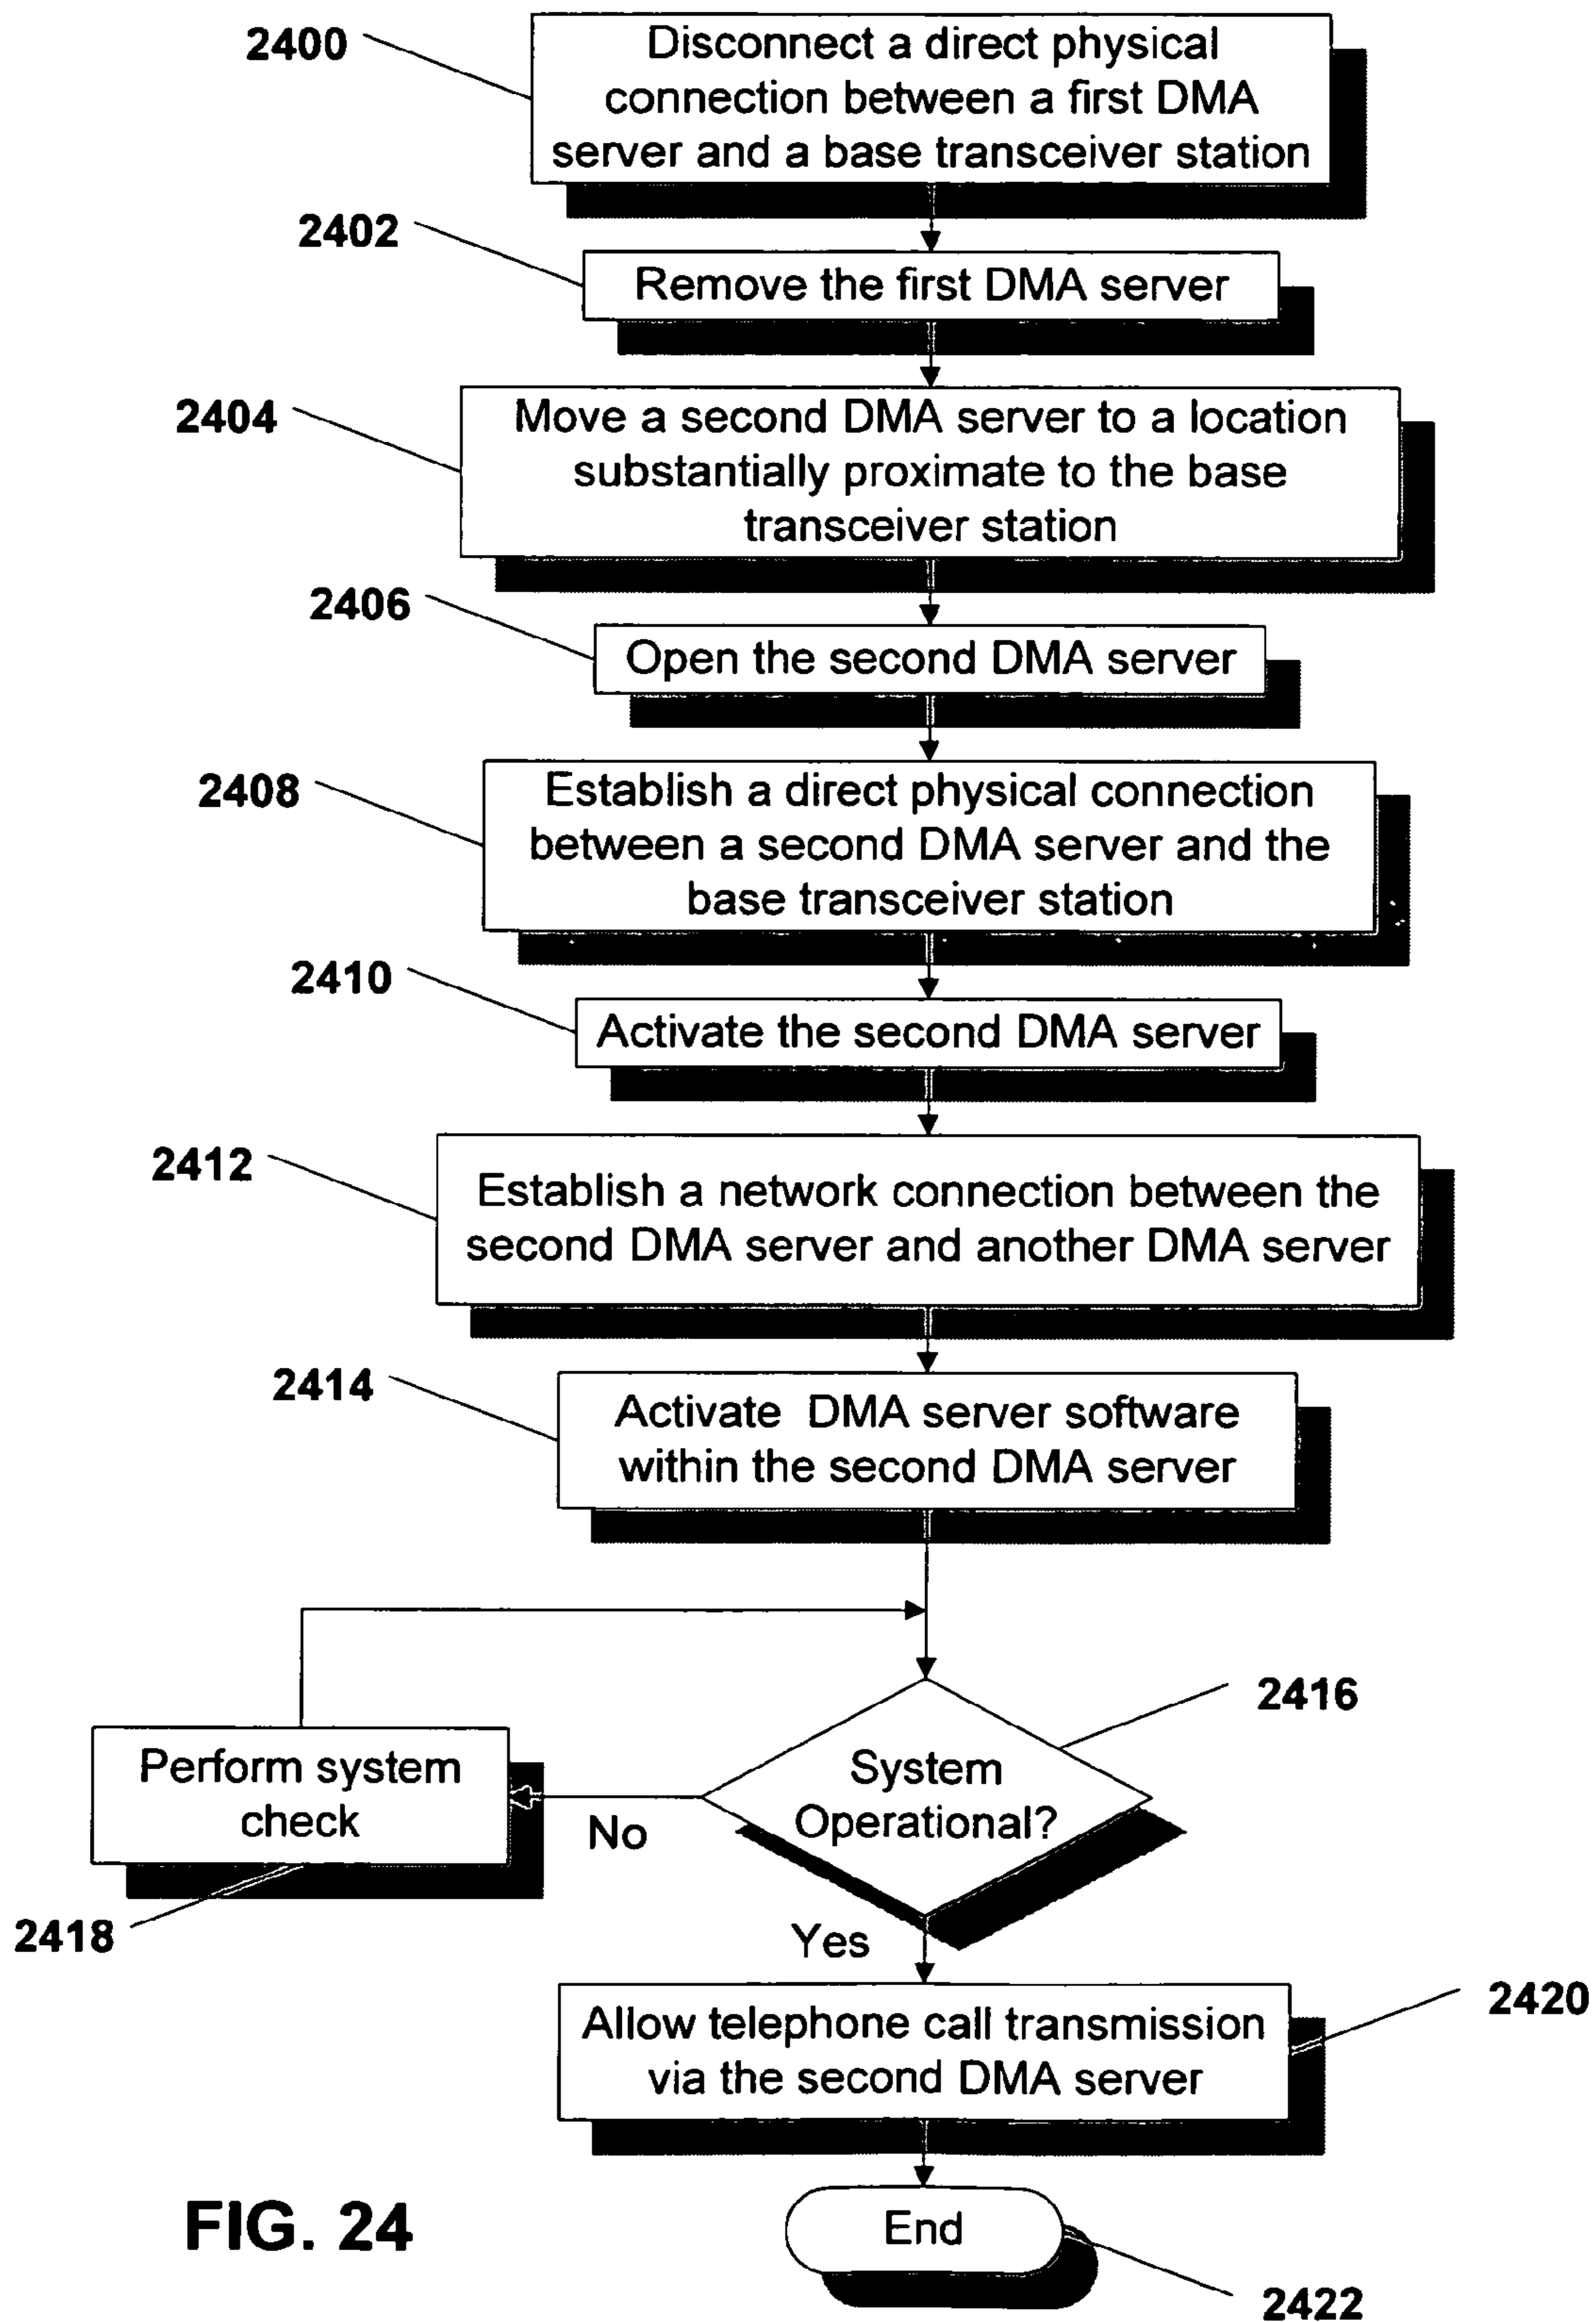 2400
Disconnect a direct physical
connection between a first DMA
server and a base transceiver station
2402
Remove the first DMA server
2404
Move a second DMA server to a location
substantially proximate to the base
transceiver station
2406
Open the second DMA server
2408
Establish a direct physical connection
between a second DMA server and the
base transceiver station
2410
Activate the second DMA server
2412
Establish a network connection between the
second DMA server and another DMA server
2414
Activate DMA server software
within the second DMA server
2416
System
Operational?
Perform system
check
No
2418
Yes
2420
Allow telephone call transmission
via the second DMA server
End
2422
FIG. 24